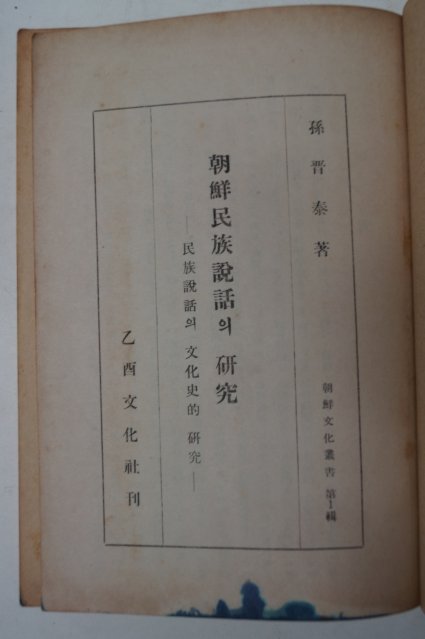 孫晋泰著
朝鮮文化叢書 第1輯
朝鮮民族說話의 研究
—民族說話의 文化史的 研究—
乙酉文化社刊